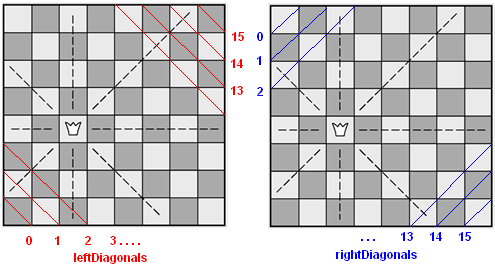 15
14
13
0 1 2 3 . . . .
leftDiagonals
0
1
2
. . . 13 14 15
rightDiagonals